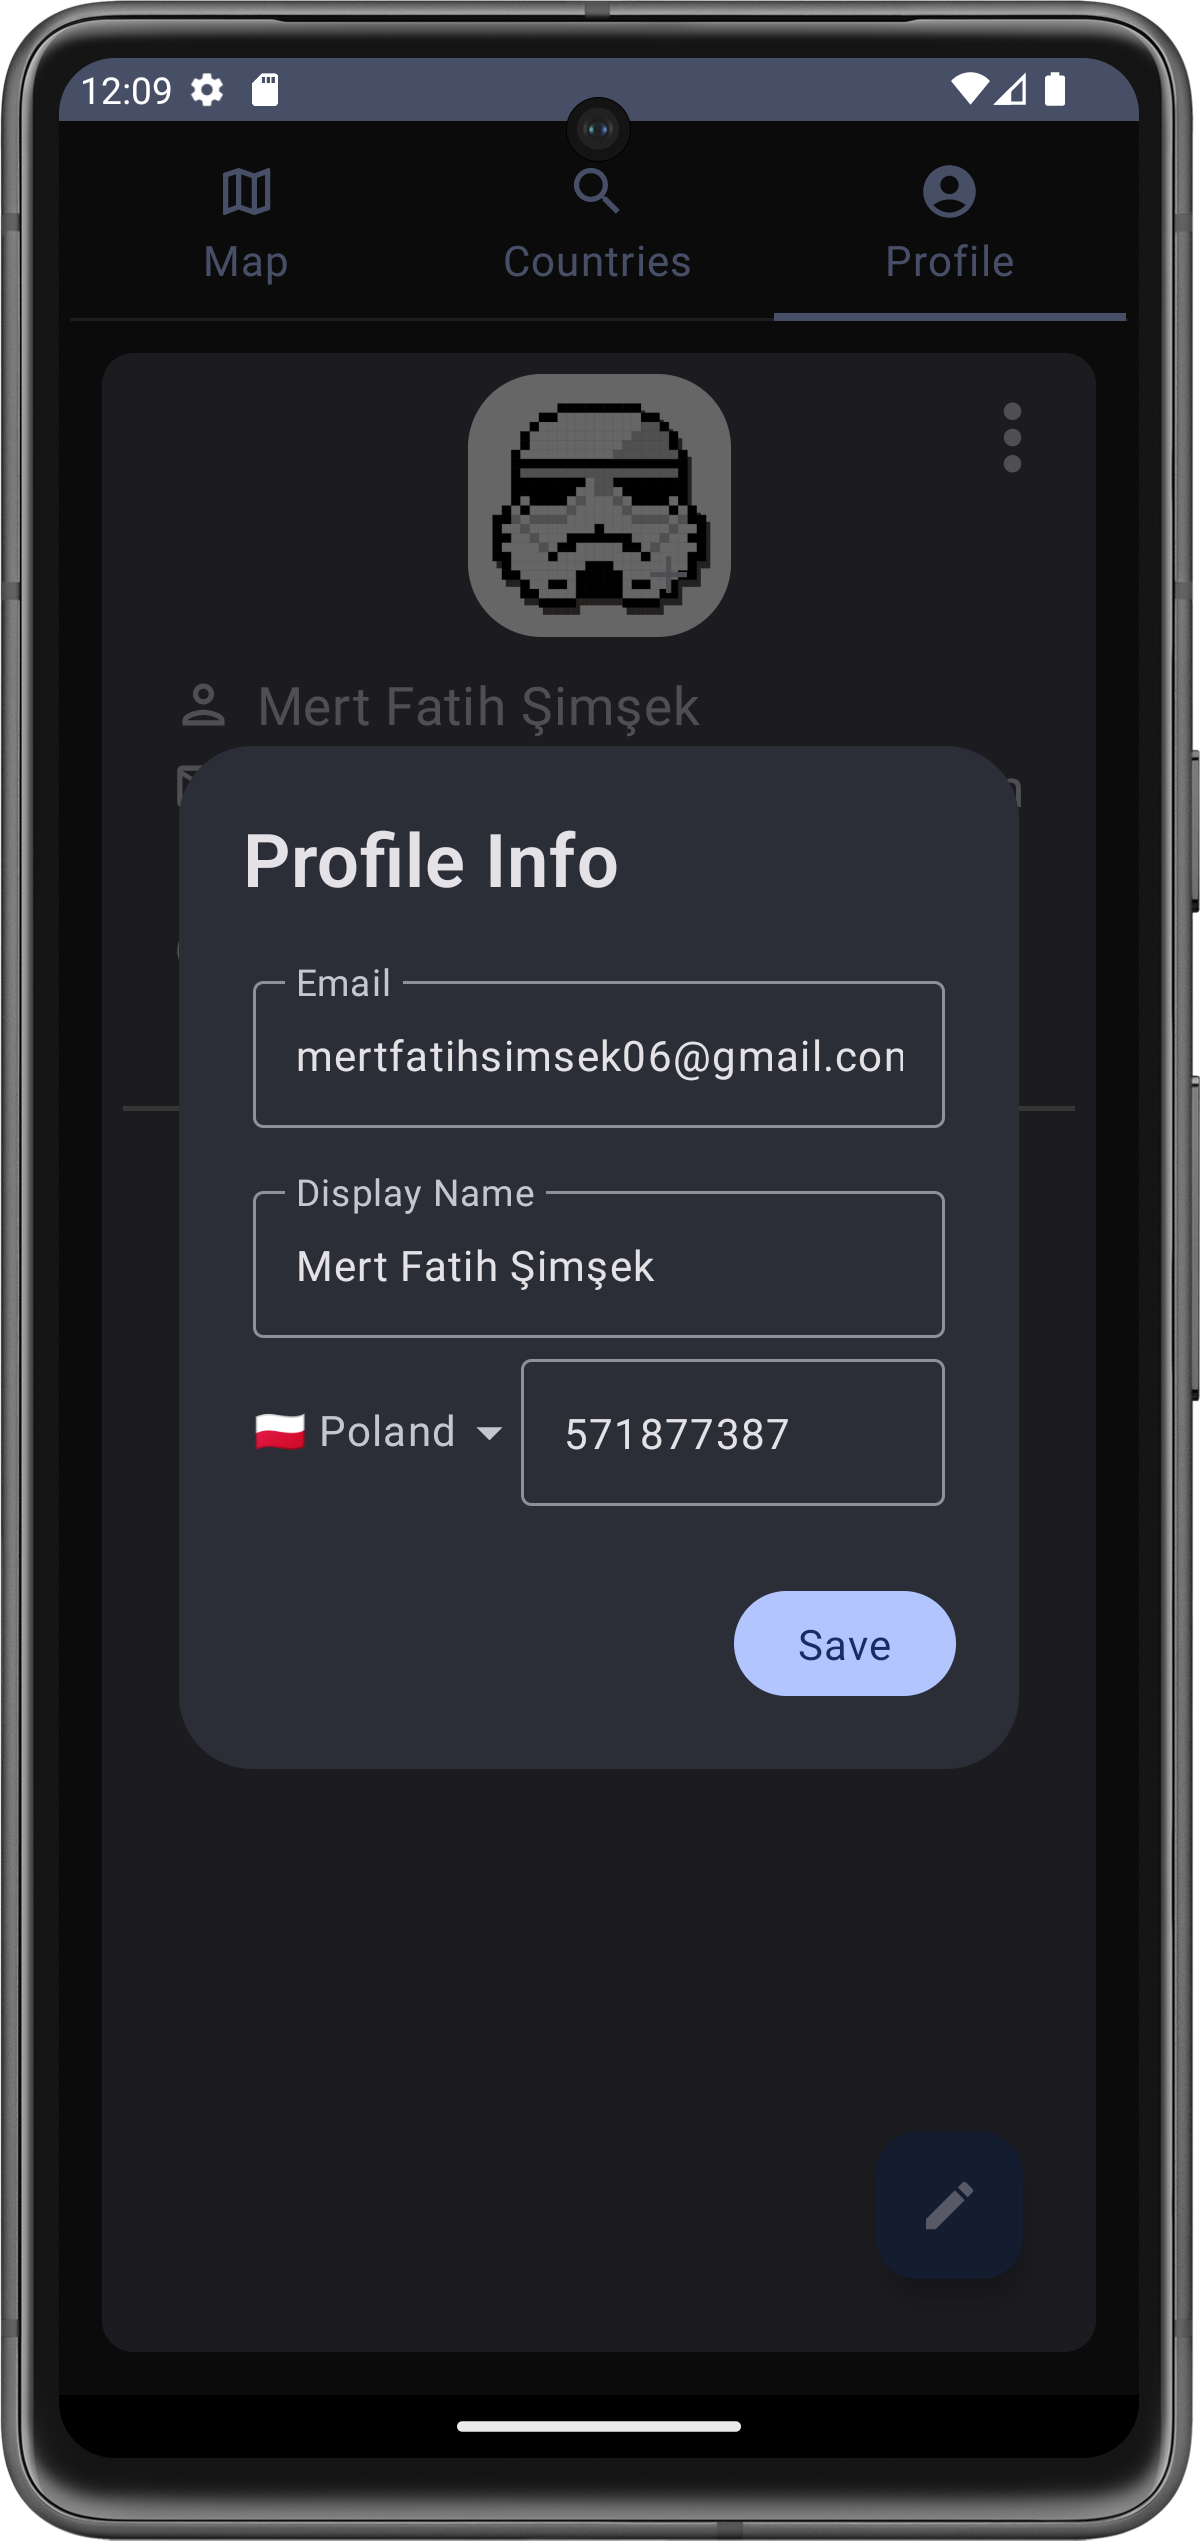 12:09
Map
Countries
Profile
Mert Fatih Şimşek
Profile Info
Email
mertfatihsimsek06@gmail.com
Display Name
Mert Fatih Şimşek
Poland
571877387
Save